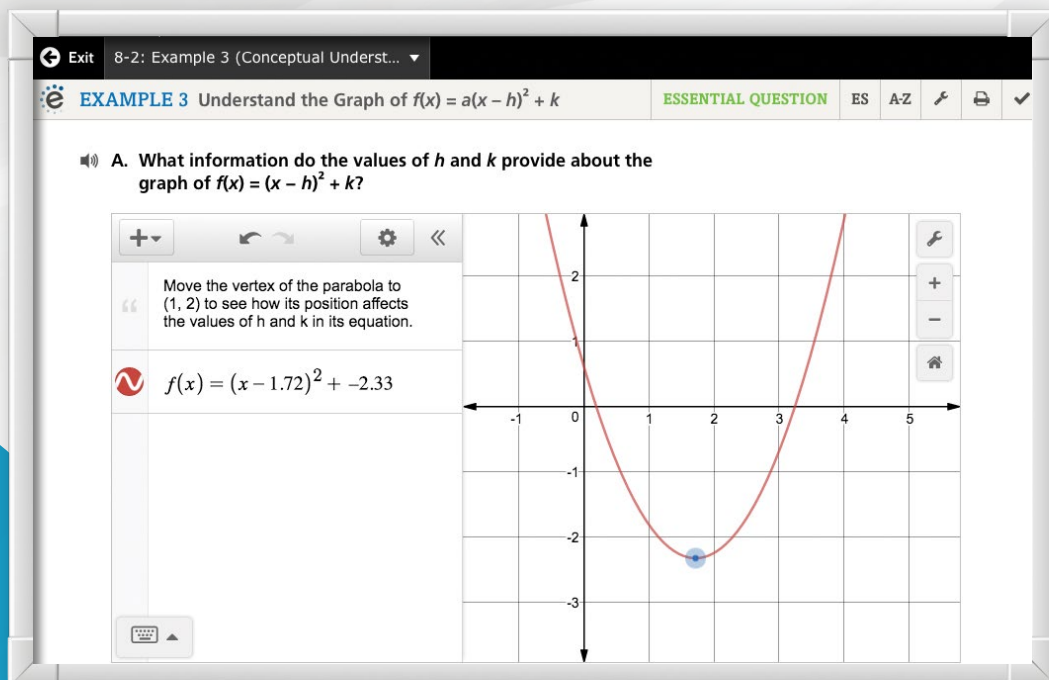 Exit 8-2: Example 3 (Conceptual Underst...
EXAMPLE 3 Understand the Graph of f(x) = a(x – h)² + k
ESSENTIAL QUESTION ES A-Z
A. What information do the values of h and k provide about the
graph of f(x) = (x – h)² + k?
Move the vertex of the parabola to
(1, 2) to see how its position affects
the values of h and k in its equation.
f(x) = (x – 1.72)² + –2.33
2
1
-1 0 1 2 3 4 5
-1
-2
-3